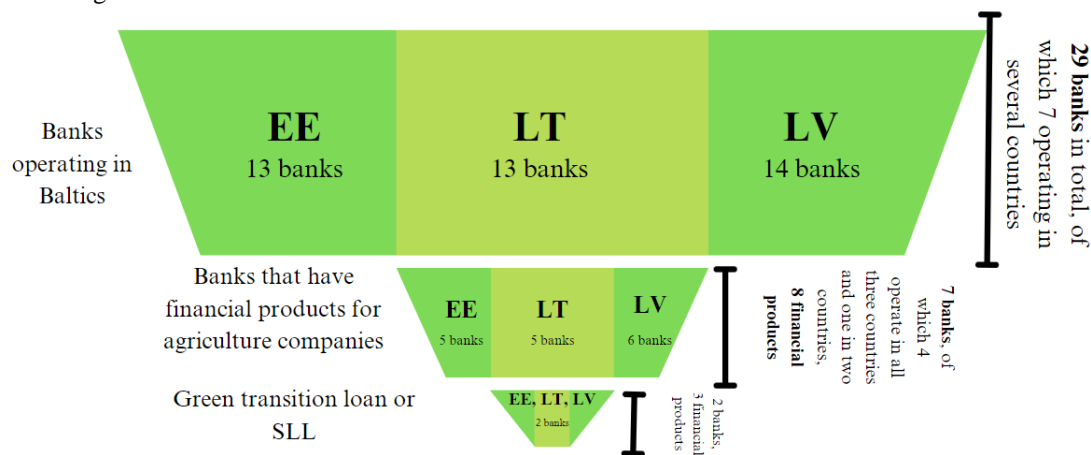 Banks
operating in
Baltics
EE
13 banks
LT
13 banks
LV
14 banks
29 banks in total, of
which 7 operating in
several countries
Banks that have
financial products for
agriculture companies
EE
5 banks
LT
5 banks
LV
6 banks
7 banks, of
which 4
operate in all
three countries
and one in two
countries,
8 financial
products
Green transition loan or
SLL
EE, LT, LV
2 banks
2 banks,
3 financial
products